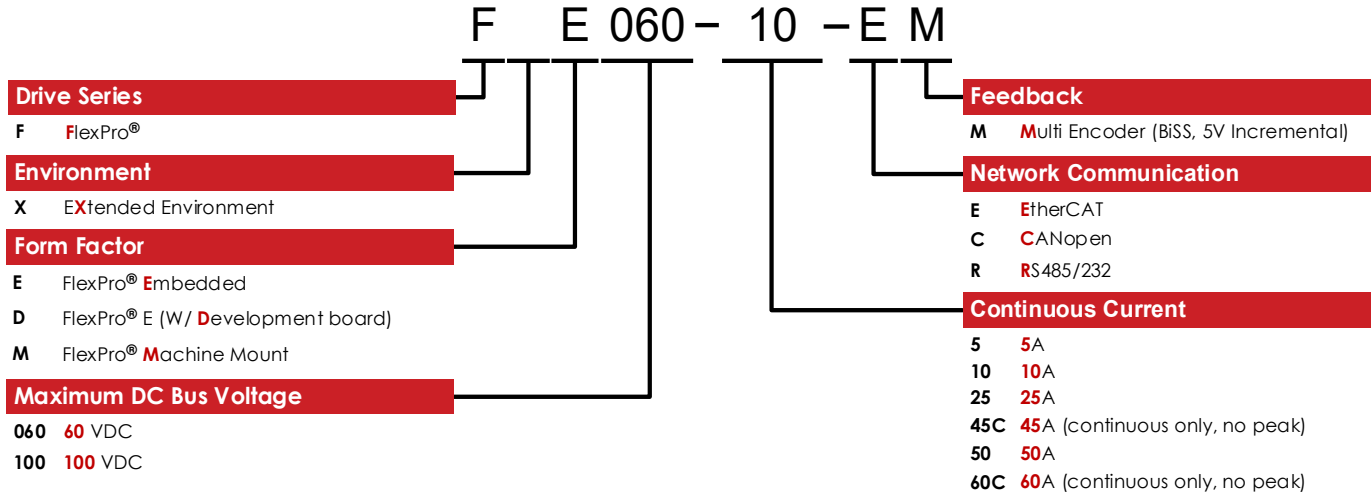 F E 060 - 10 - E M
Drive Series
F FlexPro®
Environment
X EXtended Environment
Form Factor
E FlexPro® Embedded
D FlexPro® E (W/ Development board)
M FlexPro® Machine Mount
Maximum DC Bus Voltage
060 60 VDC
100 100 VDC
Feedback
M Multi Encoder (BiSS, 5V Incremental)
Network Communication
E EtherCAT
C CANopen
R RS485/232
Continuous Current
5 5A
10 10A
25 25A
45C 45A (continuous only, no peak)
50 50A
60C 60A (continuous only, no peak)